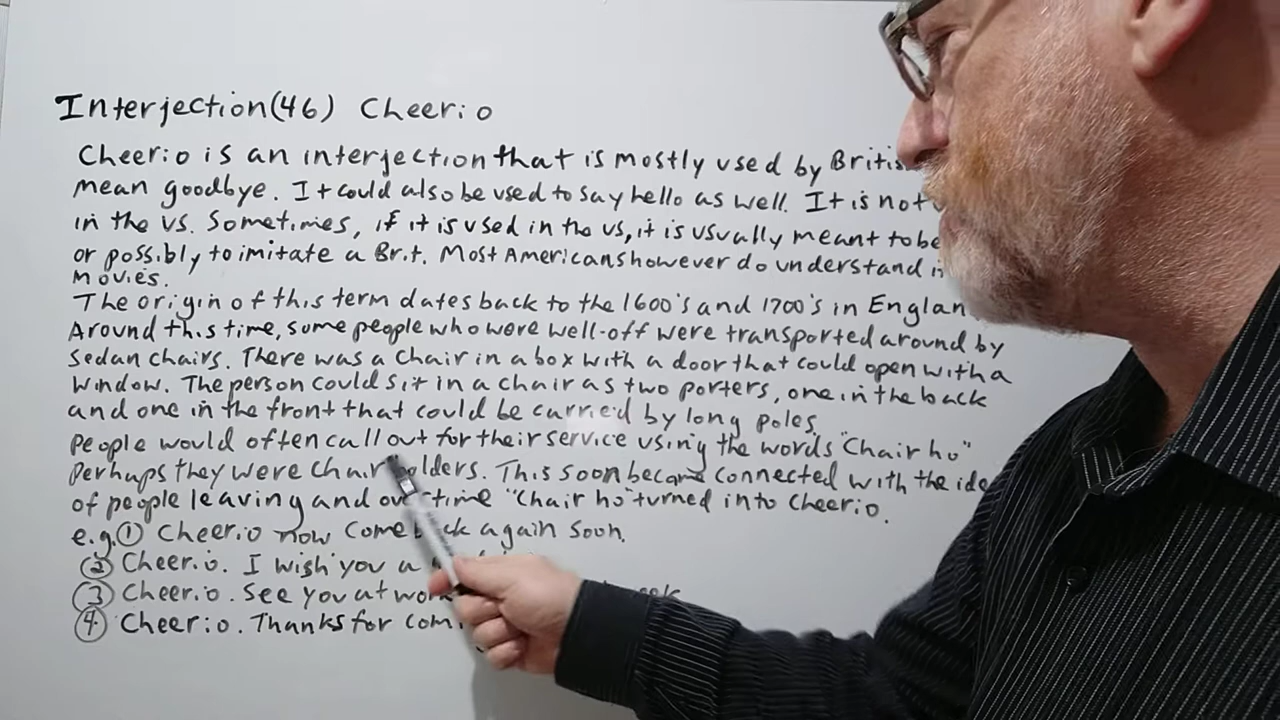 Interjection(46) Cheerio
Cheerio is an interjection that is mostly used by
mean goodbye. It could also be used to say hello as well. It is not
in the US. Sometimes, if it is used in the US, it is usually meant to be
or possibly to imitate a Brit. Most Americans however do understand
movies.
The origin of this term dates back to the 1600's and 1700's in
Around this time, some people who were well-off were transported around by
sedan chairs. There was a chair in a box with a door that could open with a
window. The person could sit in a chair as two porters, one in the back
and one in the front that could be carried by long poles.
People would often call out for their service using the words "Chair ho"
Perhaps they were chair This soon became connected with the
of people leaving and time "Chair ho" turned into Cheerio.
e.g. ① Cheerio now come again soon.
② Cheerio. I wish you a
③ Cheerio. See you at
④ Cheerio. Thanks for